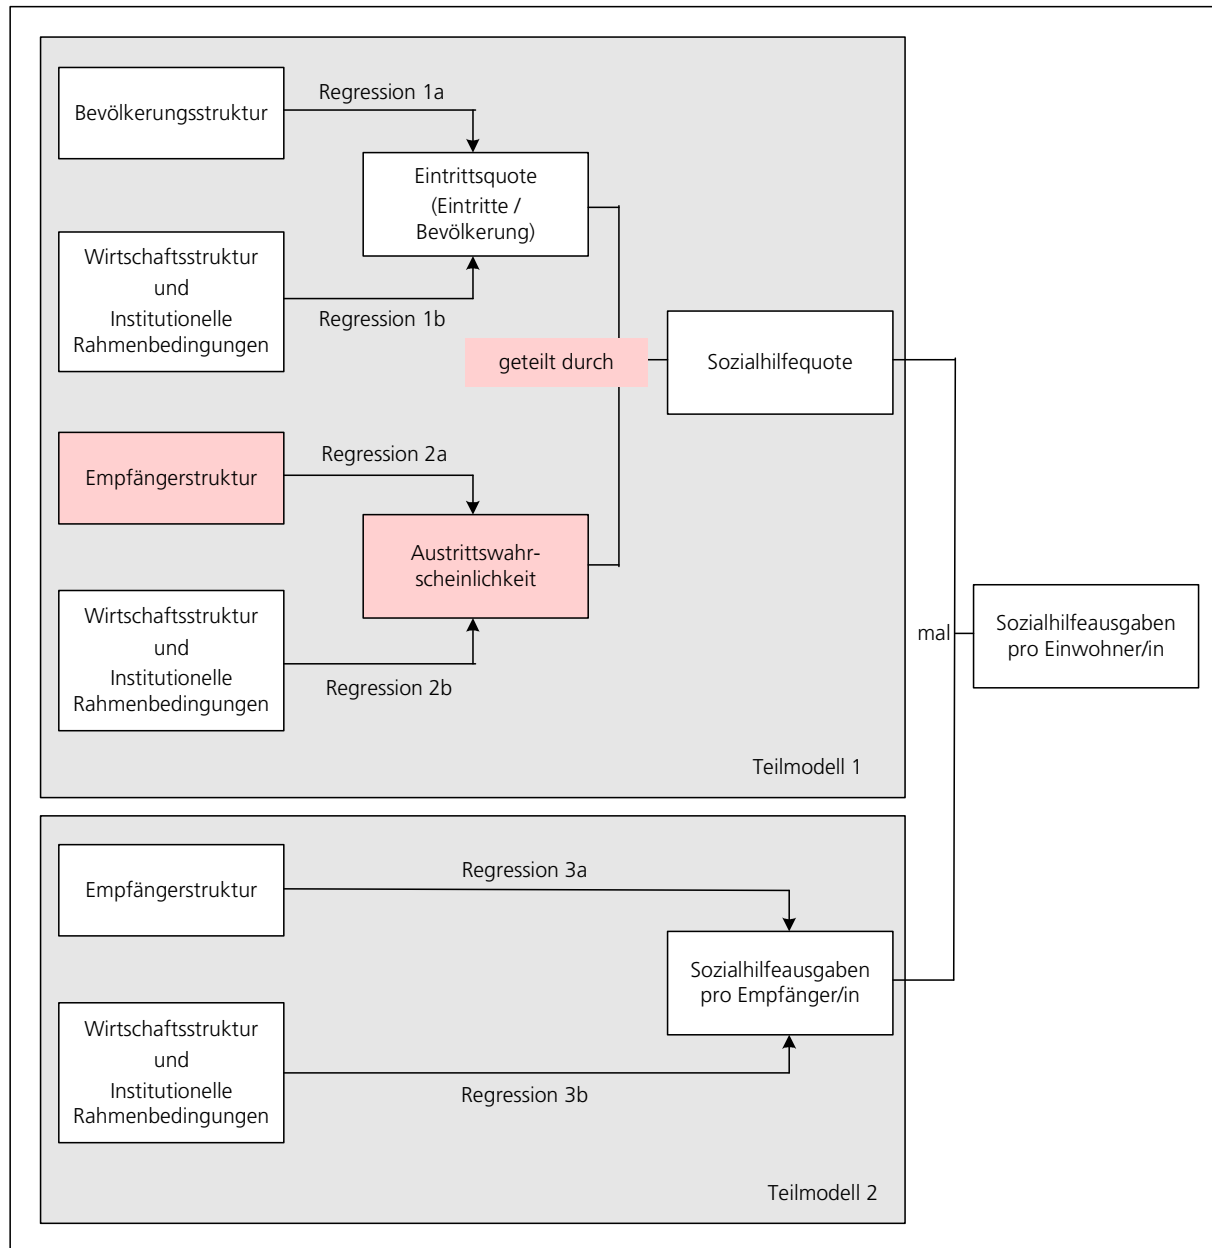 Bevölkerungsstruktur
Regression 1a
Eintrittsquote
(Eintritte /
Bevölkerung)
Wirtschaftsstruktur
und
Institutionelle
Rahmenbedingungen
Regression 1b
geteilt durch
Sozialhilfequote
Empfängerstruktur
Regression 2a
Austrittswahr-
scheinlichkeit
Wirtschaftsstruktur
und
Institutionelle
Rahmenbedingungen
Regression 2b
mal
Sozialhilfeausgaben
pro Einwohner/in
Teilmodell 1
Empfängerstruktur
Regression 3a
Sozialhilfeausgaben
pro Empfänger/in
Wirtschaftsstruktur
und
Institutionelle
Rahmenbedingungen
Regression 3b
Teilmodell 2